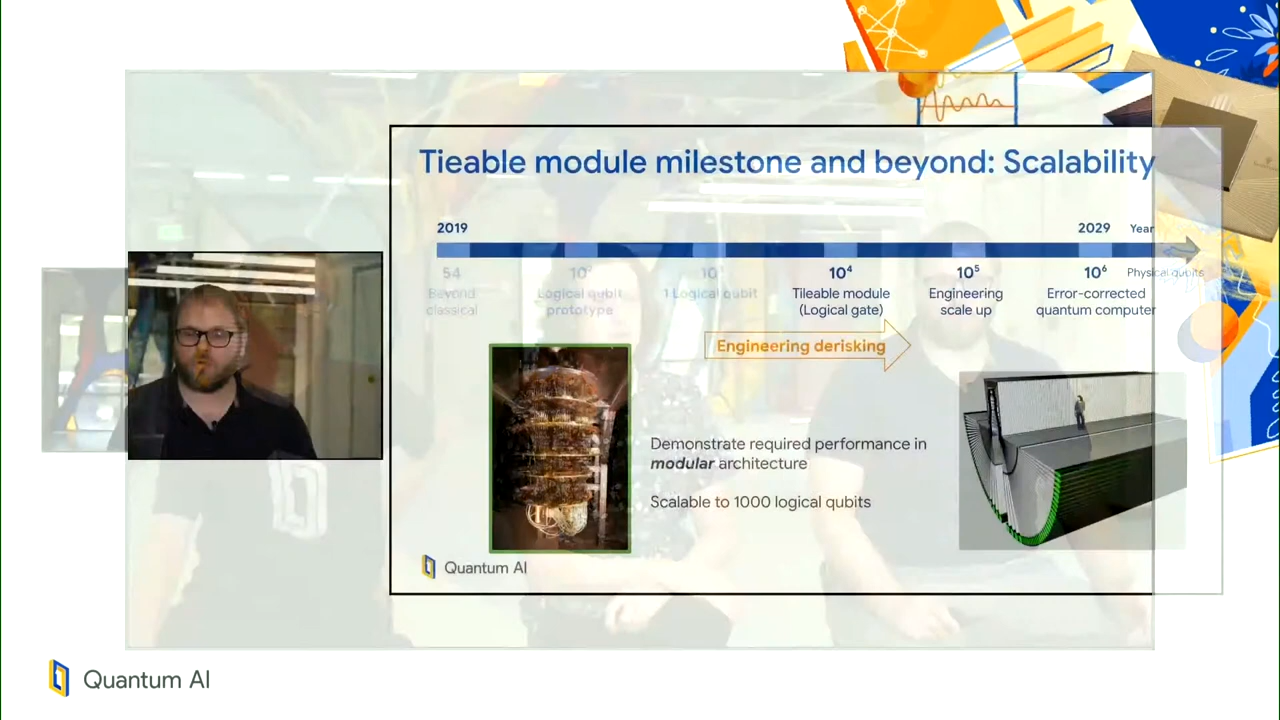 Tieable module milestone and beyond: Scalability
2019
2029 Year
54 10² 10³ 10⁴ 10⁵ 10⁶ Physical qubits
Beyond classical
Logical qubit prototype
1 Logical qubit
Tileable module
(Logical gate)
Engineering
scale up
Error-corrected
quantum computer
Engineering derisking
Demonstrate required performance in
modular architecture
Scalable to 1000 logical qubits
Quantum AI
Quantum AI